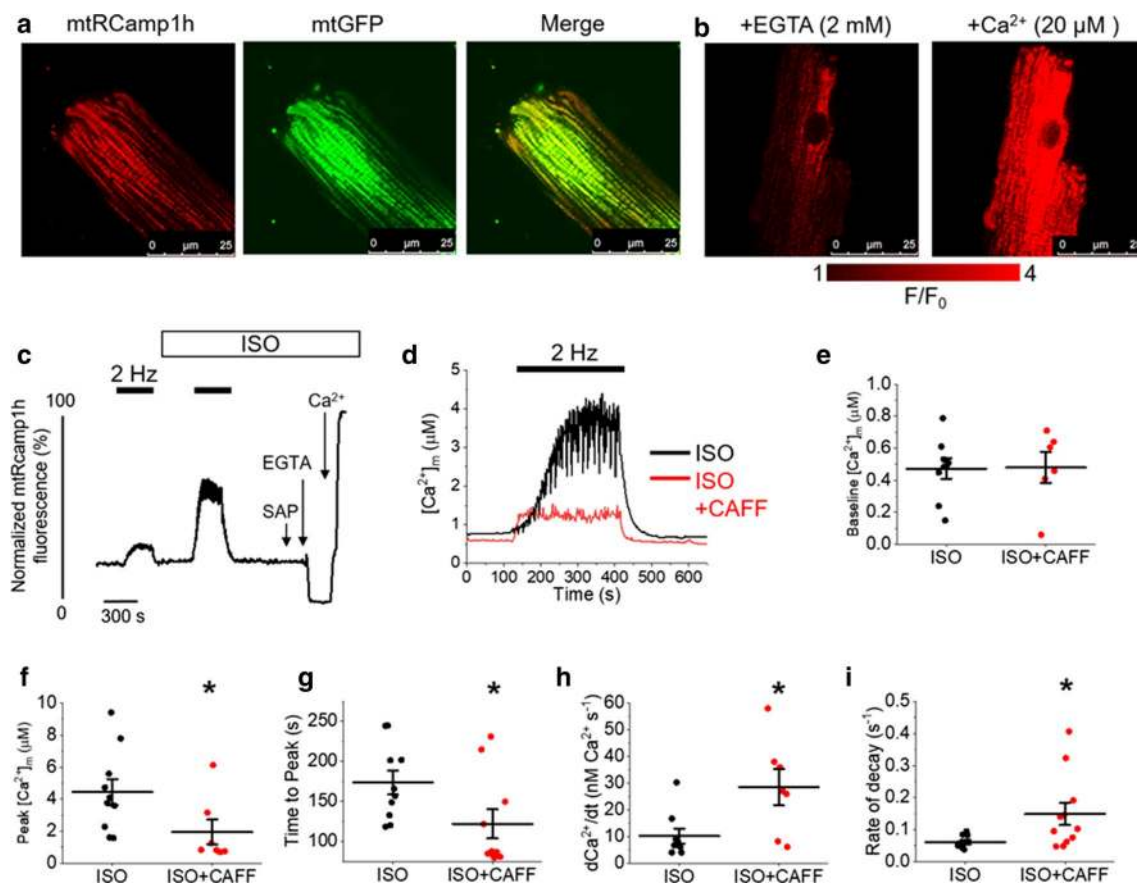 a
mtRCamp1h
mtGFP
Merge
0 µm 25
0 µm 25
0 µm 25
b
+EGTA (2 mM)
+Ca²⁺ (20 µM )
0 µm 25
0 µm 25
1
4
F/F₀
c
ISO
2 Hz
100
Ca²⁺
EGTA
SAP
Normalized mtRcamp1h
fluorescence (%)
0
300 s
d
2 Hz
5
4
3
2
1
0
[Ca²⁺]ₘ (µM)
ISO
ISO
+CAFF
0 100 200 300 400 500 600
Time (s)
e
1.0
0.8
0.6
0.4
0.2
0.0
Baseline [Ca²⁺]ₘ (µM)
ISO
ISO+CAFF
f
*
10
8
6
4
2
0
Peak [Ca²⁺]ₘ (µM)
ISO
ISO+CAFF
g
*
250
200
150
100
Time to Peak (s)
ISO
ISO+CAFF
h
*
60
50
40
30
20
10
0
dCa²⁺/dt (nM Ca²⁺ s⁻¹)
ISO
ISO+CAFF
i
*
0.5
0.4
0.3
0.2
0.1
0.0
Rate of decay (s⁻¹)
ISO
ISO+CAFF